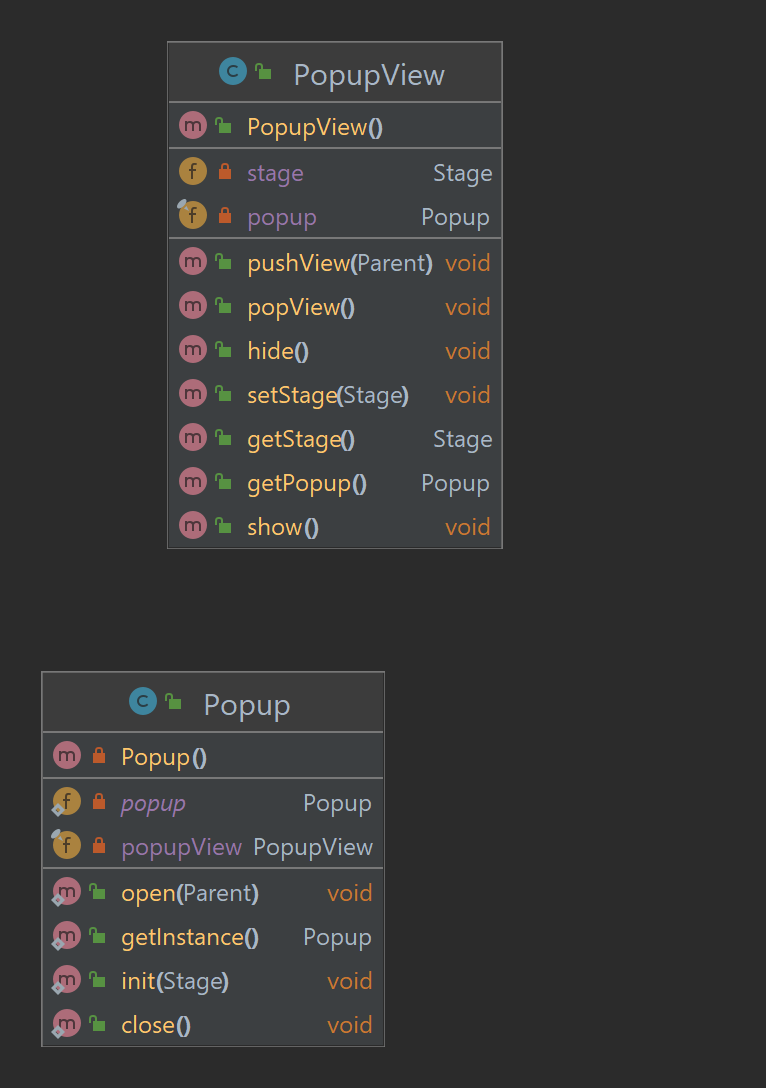 PopupView
PopupView()
stage Stage
popup Popup
pushView(Parent) void
popView() void
hide() void
setStage(Stage) void
getStage() Stage
getPopup() Popup
show() void
Popup
Popup()
popup Popup
popupView PopupView
open(Parent) void
getInstance() Popup
init(Stage) void
close() void